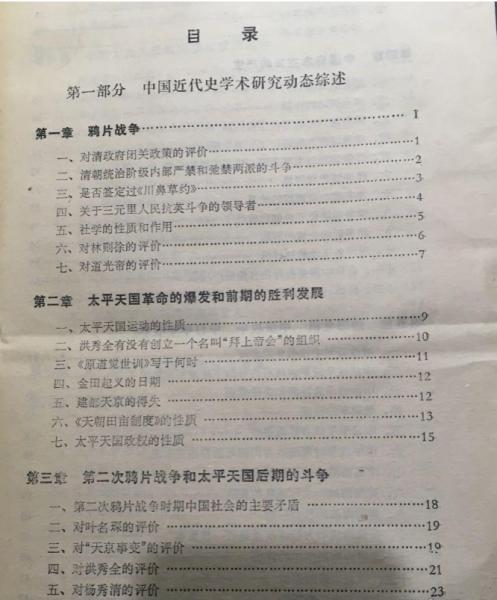 目 录
第一部分 中国近代史学术研究动态综述
第一章 鸦片战争……1
一、对清政府闭关政策的评价……1
二、清朝统治阶级内部严禁和弛禁两派的斗争……2
三、是否签定过《川鼻草约》……3
四、关于三元里人民抗英斗争的领导者……4
五、社学的性质和作用……5
六、对林则徐的评价……6
七、对道光帝的评价……7
第二章 太平天国革命的爆发和前期的胜利发展
一、太平天国运动的性质……9
二、洪秀全有没有创立一个名叫“拜上帝会”的组织……10
三、《原道觉世训》写于何时……11
四、金田起义的日期……12
五、建都天京的得失……12
六、《天朝田亩制度》的性质……13
七、太平天国政权的性质……15
第三章 第二次鸦片战争和太平天国后期的斗争
一、第二次鸦片战争时期中国社会的主要矛盾……18
二、对叶名琛的评价……19
三、对“天京事变”的评价……19
四、对洪秀全的评价……21
五、对杨秀清的评价……23